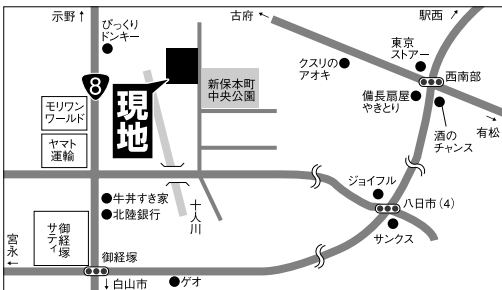 示野↑
びっくり
ドンキー
8
現地
モリワン
ワールド
ヤマト
運輸
新保本町
中央公園
古府
駅西
東京
ストアー
クスリの
アオキ
西南部
備長扇屋
やきとり
酒の
チャンス
有松
ジョイフル
八日市(4)
サンクス
牛丼すき家
北陸銀行
十人川
御経塚
サティ
宮永
←
御経塚
↓白山市
ゲオ